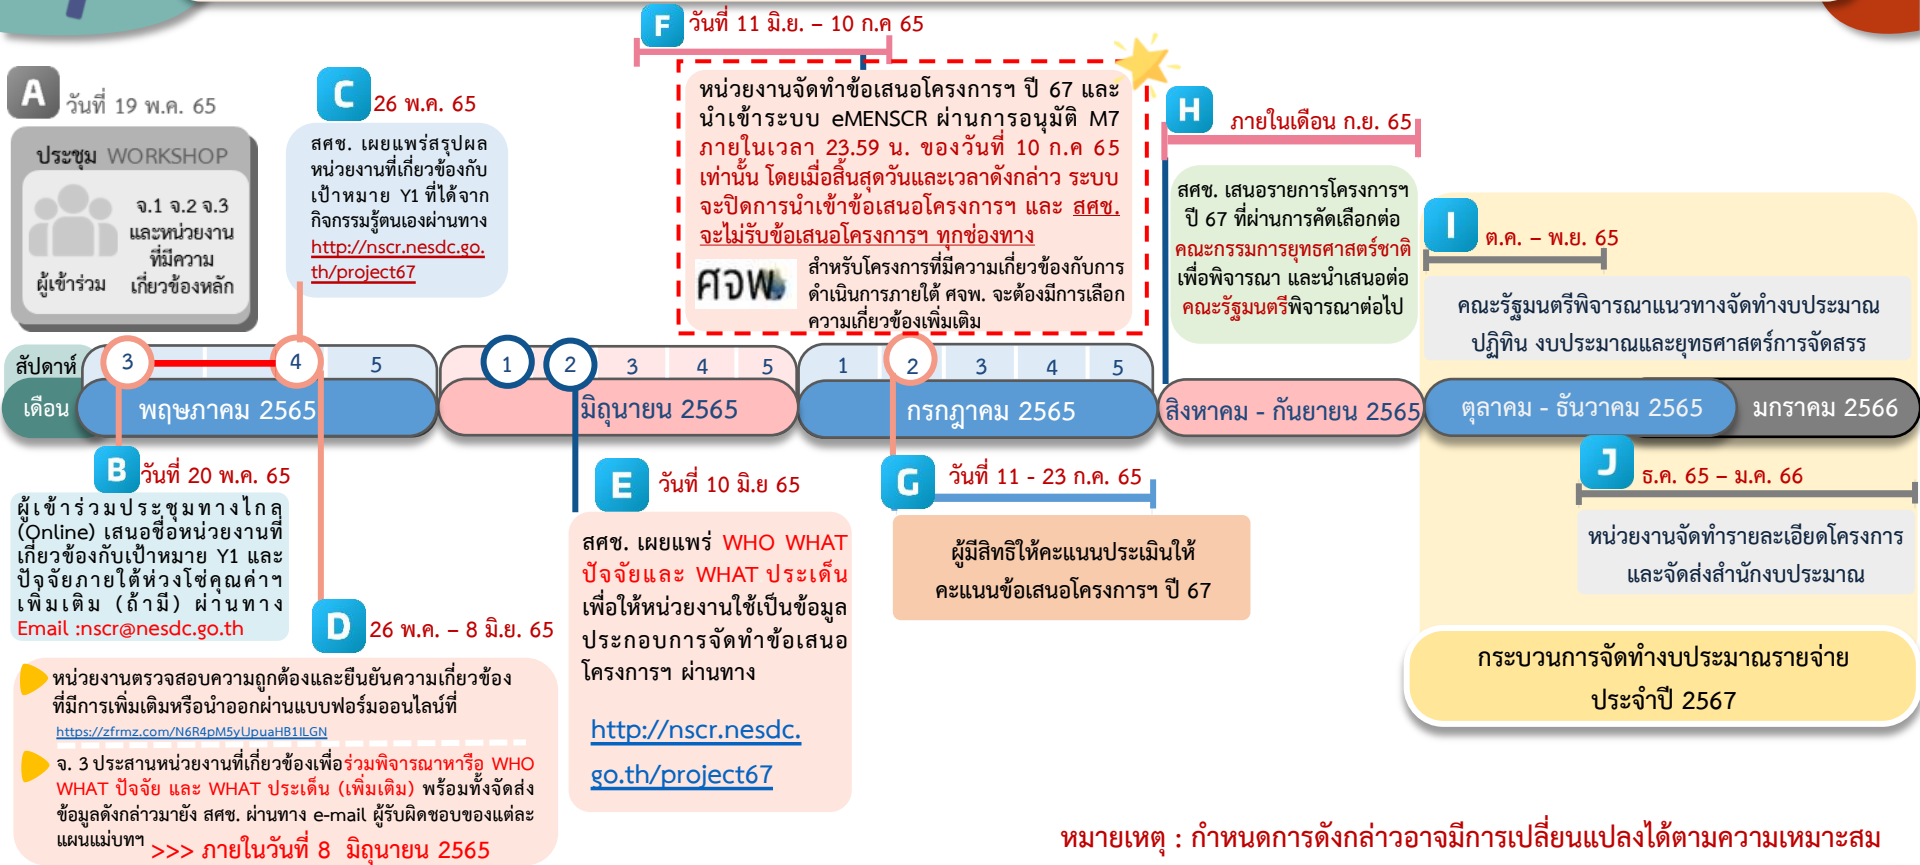 A
วันที่ 19 พ.ค. 65
ประชุม WORKSHOP
ผู้เข้าร่วม
จ.1 จ.2 จ.3
และหน่วยงาน
ที่มีความ
เกี่ยวข้องหลัก
C
26 พ.ค. 65
สศช. เผยแพร่สรุปผล
หน่วยงานที่เกี่ยวข้องกับ
เป้าหมาย Y1 ที่ได้จาก
กิจกรรมรู้ตนเองผ่านทาง
http://nscr.nesdc.go.
th/project67
F
วันที่ 11 มิ.ย. – 10 ก.ค 65
หน่วยงานจัดทำข้อเสนอโครงการฯ ปี 67 และ
นำเข้าระบบ eMENSCR ผ่านการอนุมัติ M7
ภายในเวลา 23.59 น. ของวันที่ 10 ก.ค 65
เท่านั้น โดยเมื่อสิ้นสุดวันและเวลาดังกล่าว ระบบ
จะปิดการนำเข้าข้อเสนอโครงการฯ และ สศช.
จะไม่รับข้อเสนอโครงการฯ ทุกช่องทาง
ศจพ.
สำหรับโครงการที่มีความเกี่ยวข้องกับการ
ดำเนินการภายใต้ ศจพ. จะต้องมีการเลือก
ความเกี่ยวข้องเพิ่มเติม
H
ภายในเดือน ก.ย. 65
สศช. เสนอรายการโครงการฯ
ปี 67 ที่ผ่านการคัดเลือกต่อ
คณะกรรมการยุทธศาสตร์ชาติ
เพื่อพิจารณา และนำเสนอต่อ
คณะรัฐมนตรีพิจารณาต่อไป
I
ต.ค. – พ.ย. 65
คณะรัฐมนตรีพิจารณาแนวทางจัดทำงบประมาณ
ปฏิทิน งบประมาณและยุทธศาสตร์การจัดสรร
สัปดาห์ 3 4 5 1 2 3 4 5 1 2 3 4 5
เดือน พฤษภาคม 2565 มิถุนายน 2565 กรกฎาคม 2565 สิงหาคม - กันยายน 2565 ตุลาคม - ธันวาคม 2565 มกราคม 2566
B
วันที่ 20 พ.ค. 65
ผู้เข้าร่วมประชุมทางไกล
(Online) เสนอชื่อหน่วยงานที่
เกี่ยวข้องกับเป้าหมาย Y1 และ
ปัจจัยภายใต้ห่วงโซ่คุณค่าฯ
เพิ่มเติม (ถ้ามี) ผ่านทาง
Email :nscr@nesdc.go.th
D
26 พ.ค. – 8 มิ.ย. 65
หน่วยงานตรวจสอบความถูกต้องและยืนยันความเกี่ยวข้อง
ที่มีการเพิ่มเติมหรือนำออกผ่านแบบฟอร์มออนไลน์ที่
https://zfrmz.com/N6R4pM5yUpuaHB1ILGN
จ. 3 ประสานหน่วยงานที่เกี่ยวข้องเพื่อร่วมพิจารณาหารือ WHO
WHAT ปัจจัย และ WHAT ประเด็น (เพิ่มเติม) พร้อมทั้งจัดส่ง
ข้อมูลดังกล่าวมายัง สศช. ผ่านทาง e-mail ผู้รับผิดชอบของแต่ละ
แผนแม่บทฯ >>> ภายในวันที่ 8 มิถุนายน 2565
E
วันที่ 10 มิ.ย 65
สศช. เผยแพร่ WHO WHAT
ปัจจัยและ WHAT ประเด็น
เพื่อให้หน่วยงานใช้เป็นข้อมูล
ประกอบการจัดทำข้อเสนอ
โครงการฯ ผ่านทาง
http://nscr.nesdc.
go.th/project67
G
วันที่ 11 - 23 ก.ค. 65
ผู้มีสิทธิให้คะแนนประเมินให้
คะแนนข้อเสนอโครงการฯ ปี 67
J
ธ.ค. 65 – ม.ค. 66
หน่วยงานจัดทำรายละเอียดโครงการ
และจัดส่งสำนักงบประมาณ
กระบวนการจัดทำงบประมาณรายจ่าย
ประจำปี 2567
หมายเหตุ : กำหนดการดังกล่าวอาจมีการเปลี่ยนแปลงได้ตามความเหมาะสม